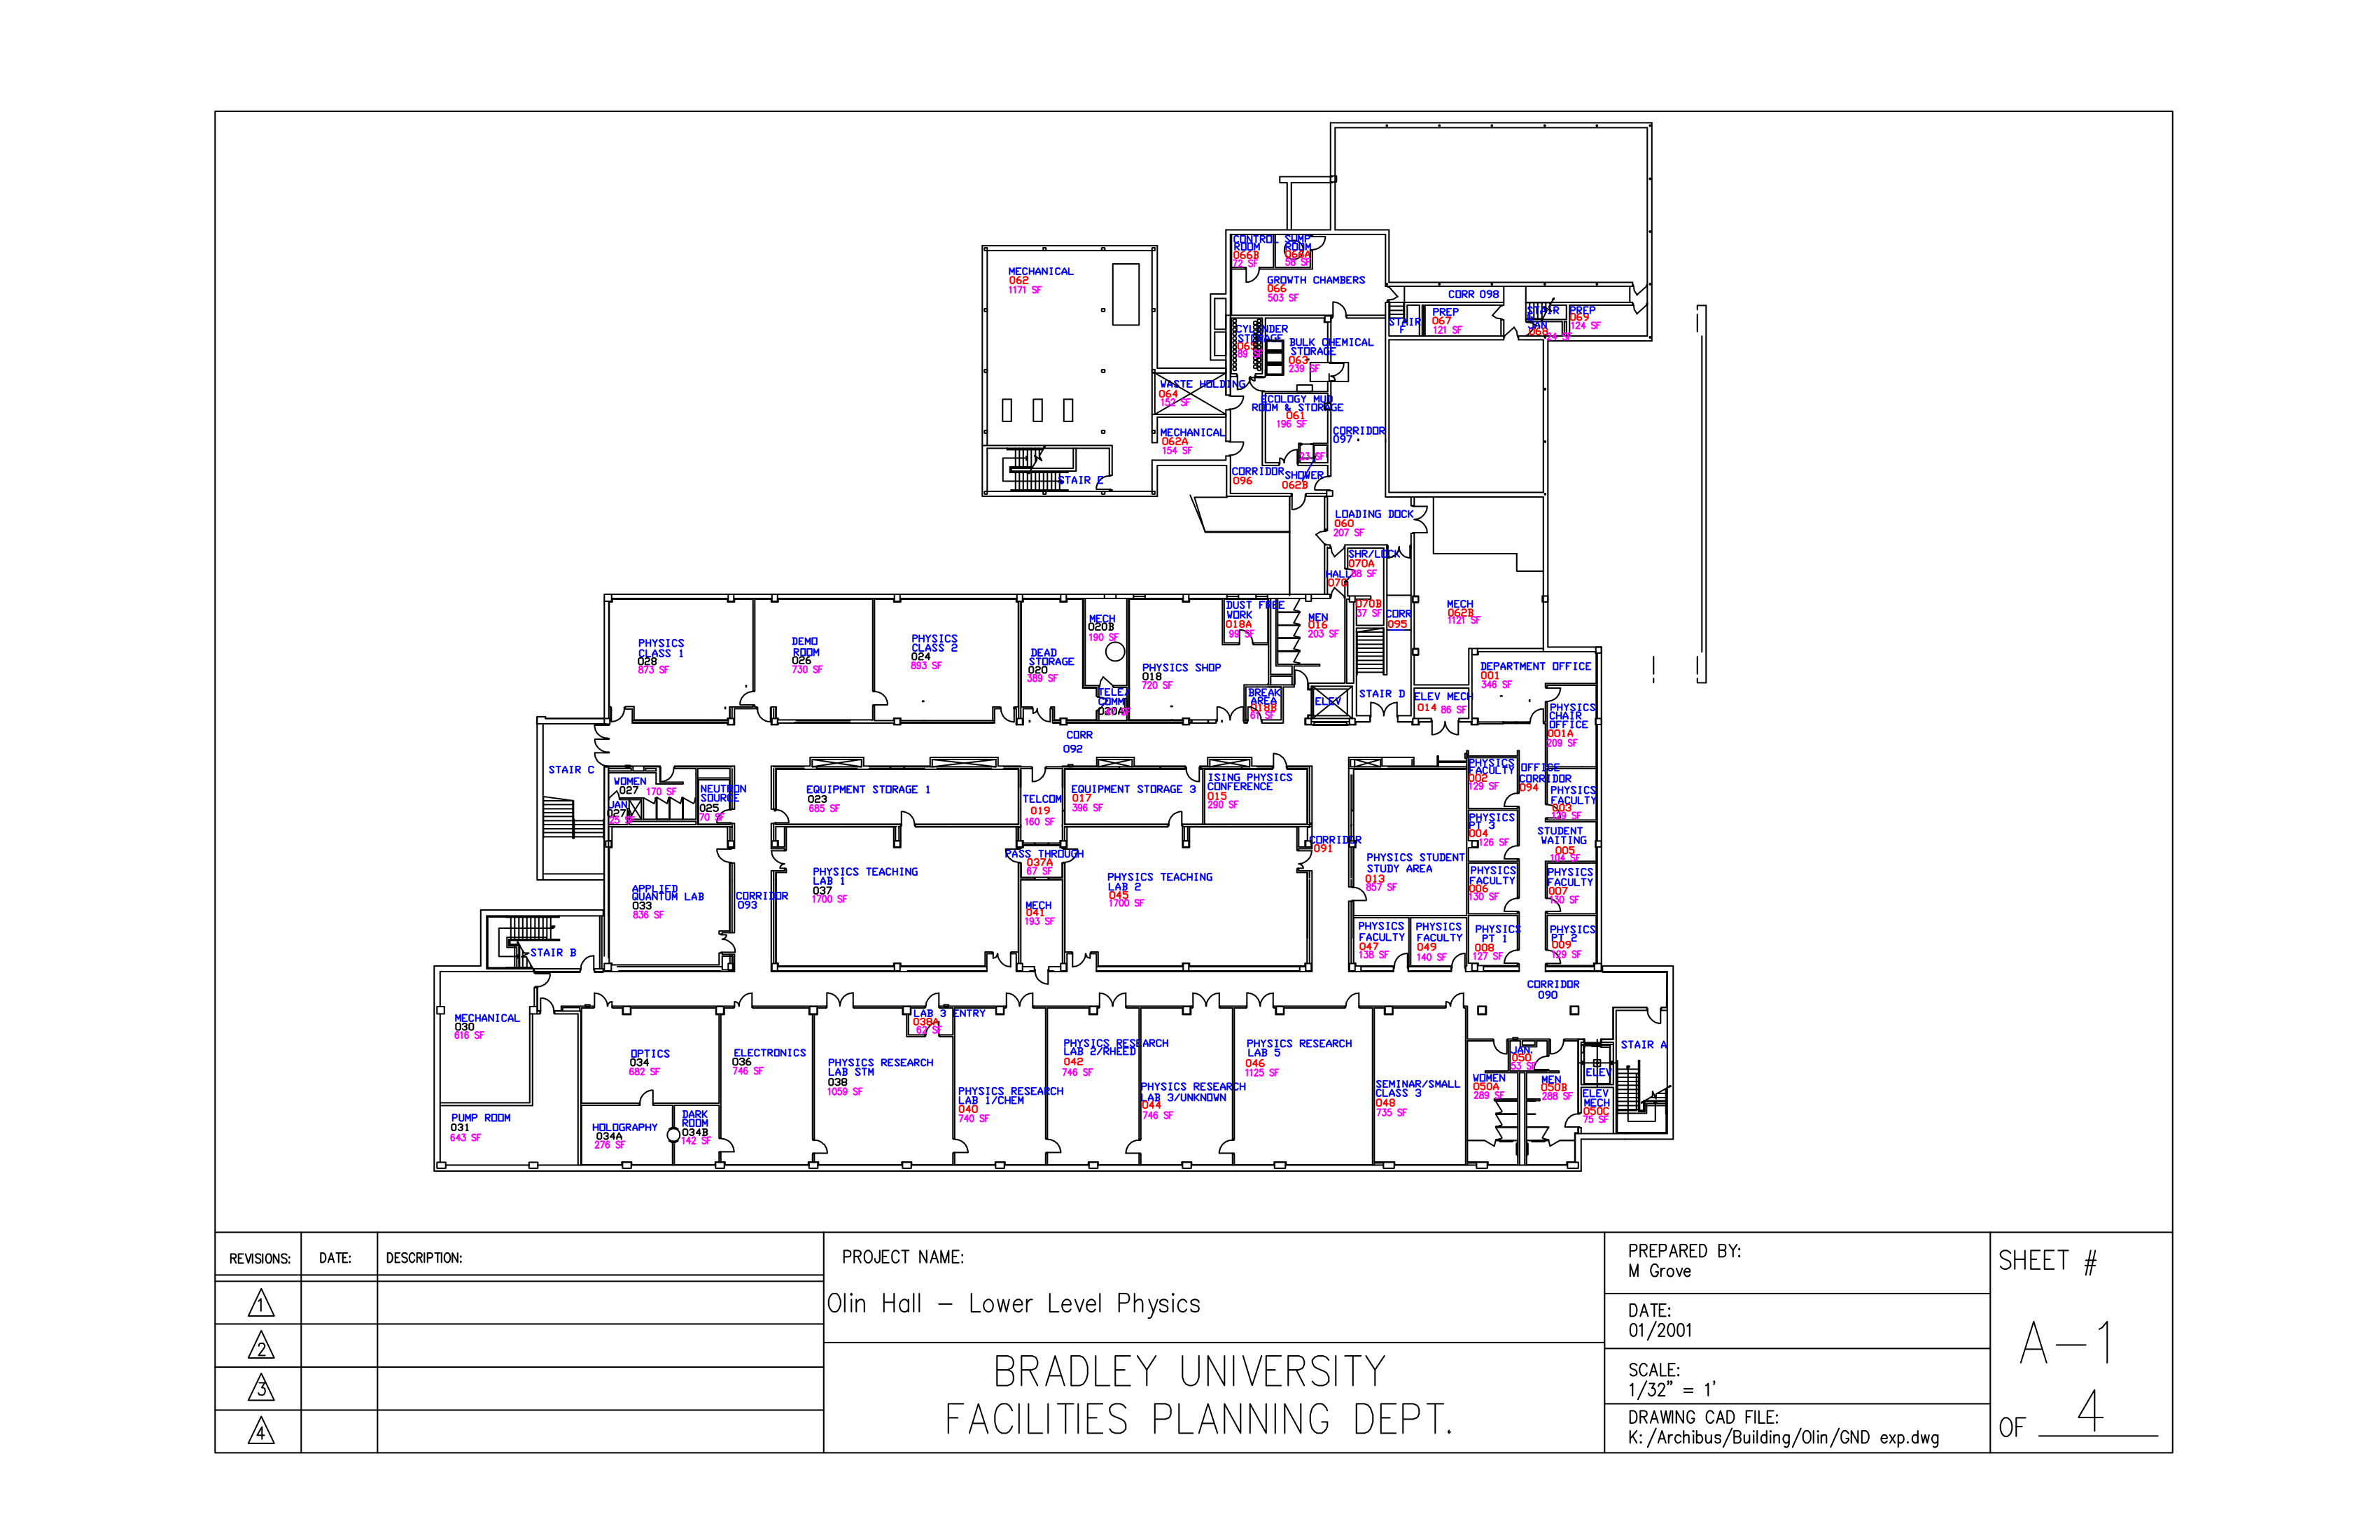 CONTROL
ROOM
066B
72 SF
SUMP
ROOM
066A
58 SF
GROWTH CHAMBERS
066
503 SF
MECHANICAL
062
1171 SF
CORR 098
STAIR
F
PREP
067
121 SF
STAIR
JAN
068
PREP
069
124 SF
CYLINDER
STORAGE
065
BULK CHEMICAL
STORAGE
063
239 SF
WASTE HOLDING
064
152 SF
ECOLOGY MUD
ROOM & STORAGE
061
196 SF
MECHANICAL
062A
154 SF
CORRIDOR
097
23 SF
CORRIDOR
096
SHOWER
062B
STAIR E
LOADING DOCK
060
207 SF
SHR/LOCK
070A
88 SF
HALL
070
070B
37 SF
CORR
095
MECH
062B
1121 SF
PHYSICS
CLASS 1
028
873 SF
DEMO
ROOM
026
730 SF
PHYSICS
CLASS 2
024
893 SF
DEAD
STORAGE
020
389 SF
MECH
020B
190 SF
TELE/
COMM
020A
PHYSICS SHOP
018
720 SF
DUST FREE
WORK
018A
99 SF
MEN
016
203 SF
BREAK
AREA
018B
61 SF
ELEV
STAIR D
ELEV MECH
014 86 SF
DEPARTMENT OFFICE
001
346 SF
PHYSICS
CHAIR
OFFICE
001A
209 SF
CORR
092
STAIR C
WOMEN
027 170 SF
JAN
027A
25 SF
NEUTRON
SOURCE
025
70 SF
EQUIPMENT STORAGE 1
023
685 SF
TELCOM
019
160 SF
EQUIPMENT STORAGE 3
017
396 SF
ISING PHYSICS
CONFERENCE
015
290 SF
PHYSICS
FACULTY
002
129 SF
OFFICE
CORRIDOR
094
PHYSICS
FACULTY
003
129 SF
PHYSICS
PT 3
004
126 SF
STUDENT
WAITING
005
104 SF
CORRIDOR
091
PASS THROUGH
037A
67 SF
PHYSICS STUDENT
STUDY AREA
013
857 SF
PHYSICS
FACULTY
006
130 SF
PHYSICS
FACULTY
007
130 SF
APPLIED
QUANTUM LAB
033
836 SF
CORRIDOR
093
PHYSICS TEACHING
LAB 1
037
1700 SF
MECH
041
193 SF
PHYSICS TEACHING
LAB 2
045
1700 SF
PHYSICS
FACULTY
047
138 SF
PHYSICS
FACULTY
049
140 SF
PHYSICS
PT 1
008
127 SF
PHYSICS
PT 2
009
129 SF
STAIR B
CORRIDOR
090
MECHANICAL
030
616 SF
PUMP ROOM
031
643 SF
OPTICS
034
682 SF
HOLOGRAPHY
034A
276 SF
DARK
ROOM
034B
142 SF
ELECTRONICS
036
746 SF
PHYSICS RESEARCH
LAB STM
038
1059 SF
LAB 3 ENTRY
038A
62 SF
PHYSICS RESEARCH
LAB 1/CHEM
040
740 SF
PHYSICS RESEARCH
LAB 2/RHEED
042
746 SF
PHYSICS RESEARCH
LAB 3/UNKNOWN
044
746 SF
PHYSICS RESEARCH
LAB 5
046
1125 SF
SEMINAR/SMALL
CLASS 3
048
735 SF
JAN.
050
53 SF
WOMEN
050A
289 SF
MEN
050B
288 SF
ELEV
ELEV
MECH
050C
75 SF
STAIR A
REVISIONS: DATE: DESCRIPTION:
1
2
3
4
PROJECT NAME:
Olin Hall – Lower Level Physics
BRADLEY UNIVERSITY
FACILITIES PLANNING DEPT.
PREPARED BY:
M Grove
DATE:
01/2001
SCALE:
1/32" = 1'
DRAWING CAD FILE:
K:/Archibus/Building/Olin/GND exp.dwg
SHEET #
A–1
OF 4